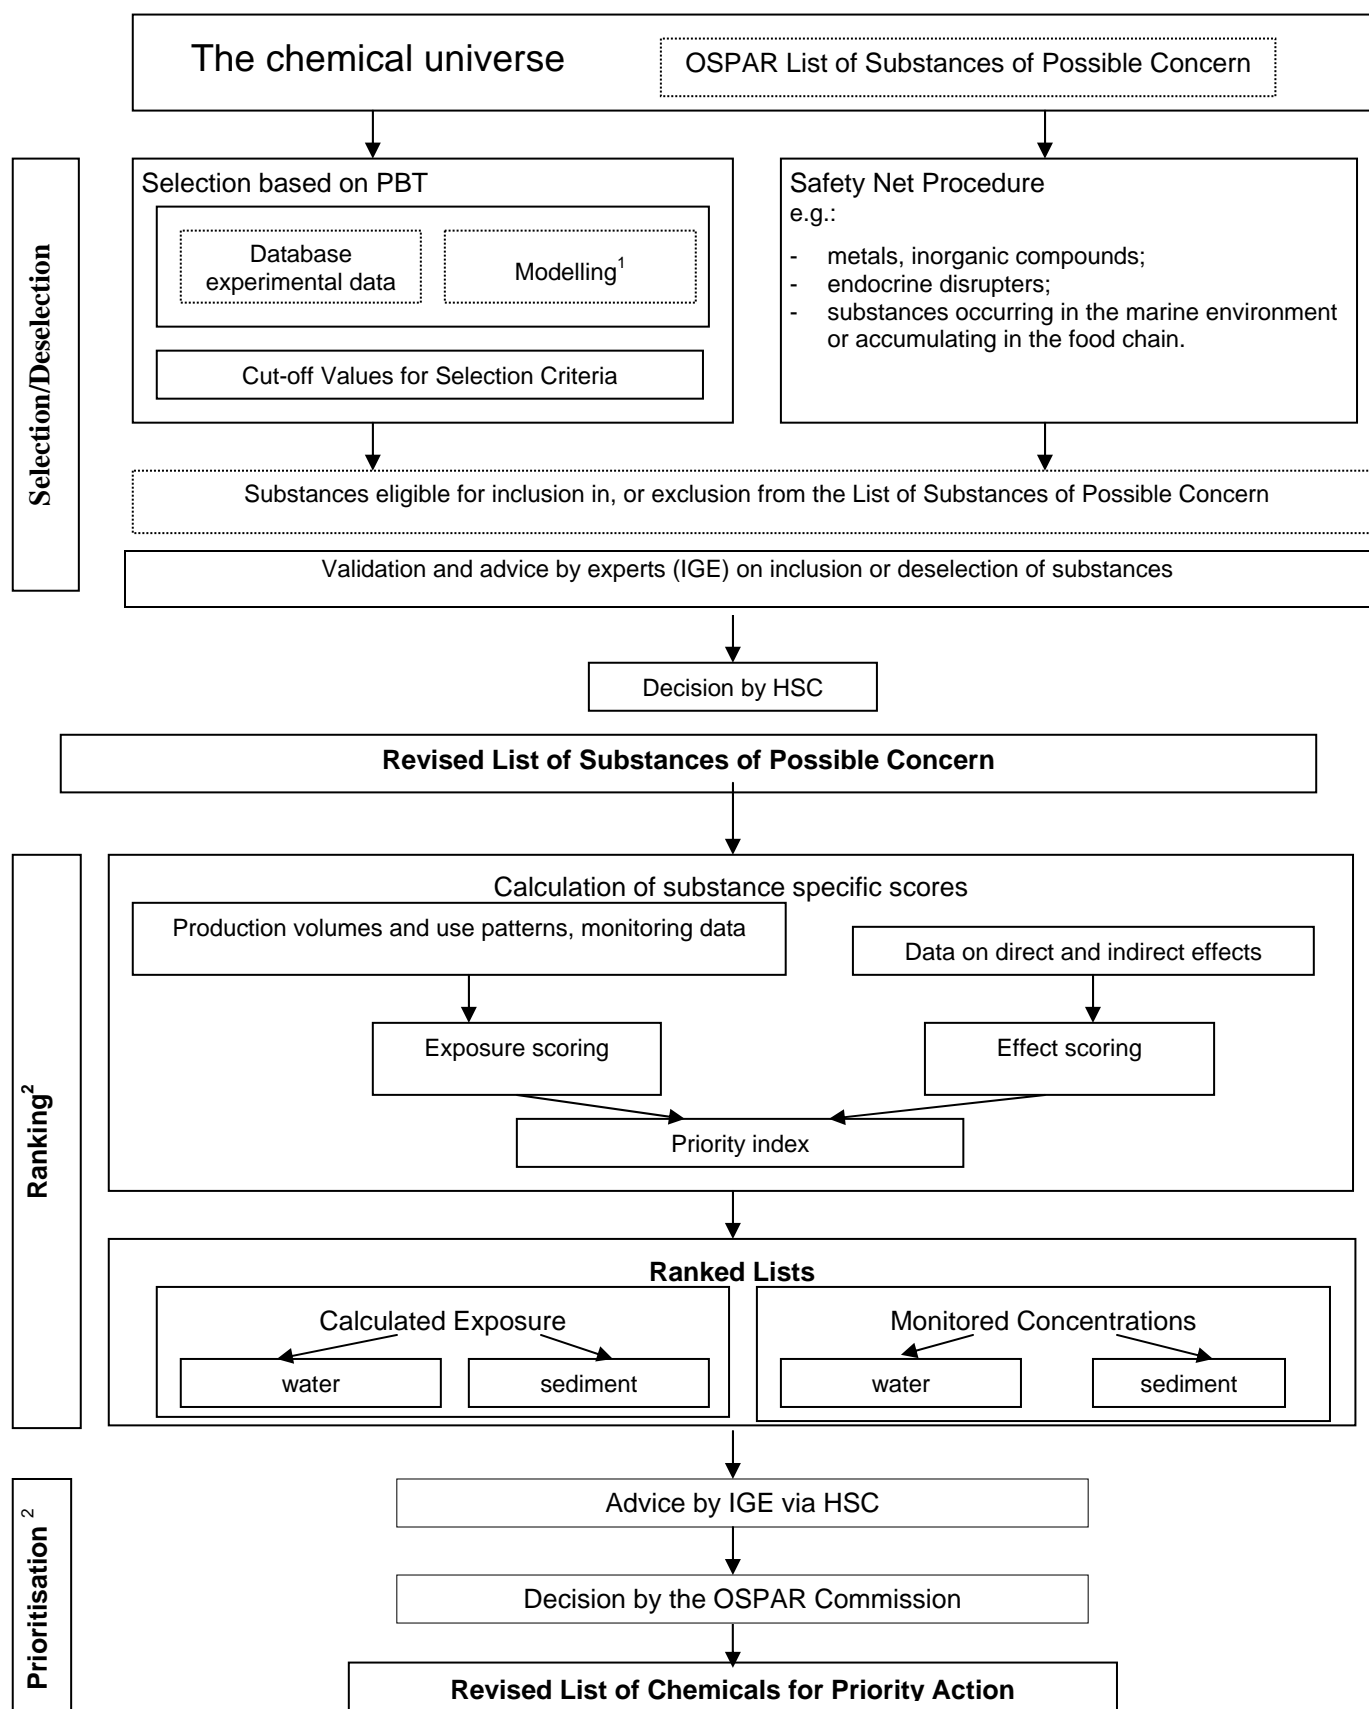 The chemical universe
OSPAR List of Substances of Possible Concern
Selection/Deselection
Selection based on PBT
Database
experimental data
Modelling1
Cut-off Values for Selection Criteria
Safety Net Procedure
e.g.:
- metals, inorganic compounds;
- endocrine disrupters;
- substances occurring in the marine environment
or accumulating in the food chain.
Substances eligible for inclusion in, or exclusion from the List of Substances of Possible Concern
Validation and advice by experts (IGE) on inclusion or deselection of substances
Decision by HSC
Revised List of Substances of Possible Concern
Ranking2
Calculation of substance specific scores
Production volumes and use patterns, monitoring data
Data on direct and indirect effects
Exposure scoring
Effect scoring
Priority index
Ranked Lists
Calculated Exposure
water
sediment
Monitored Concentrations
water
sediment
Prioritisation 2
Advice by IGE via HSC
Decision by the OSPAR Commission
Revised List of Chemicals for Priority Action